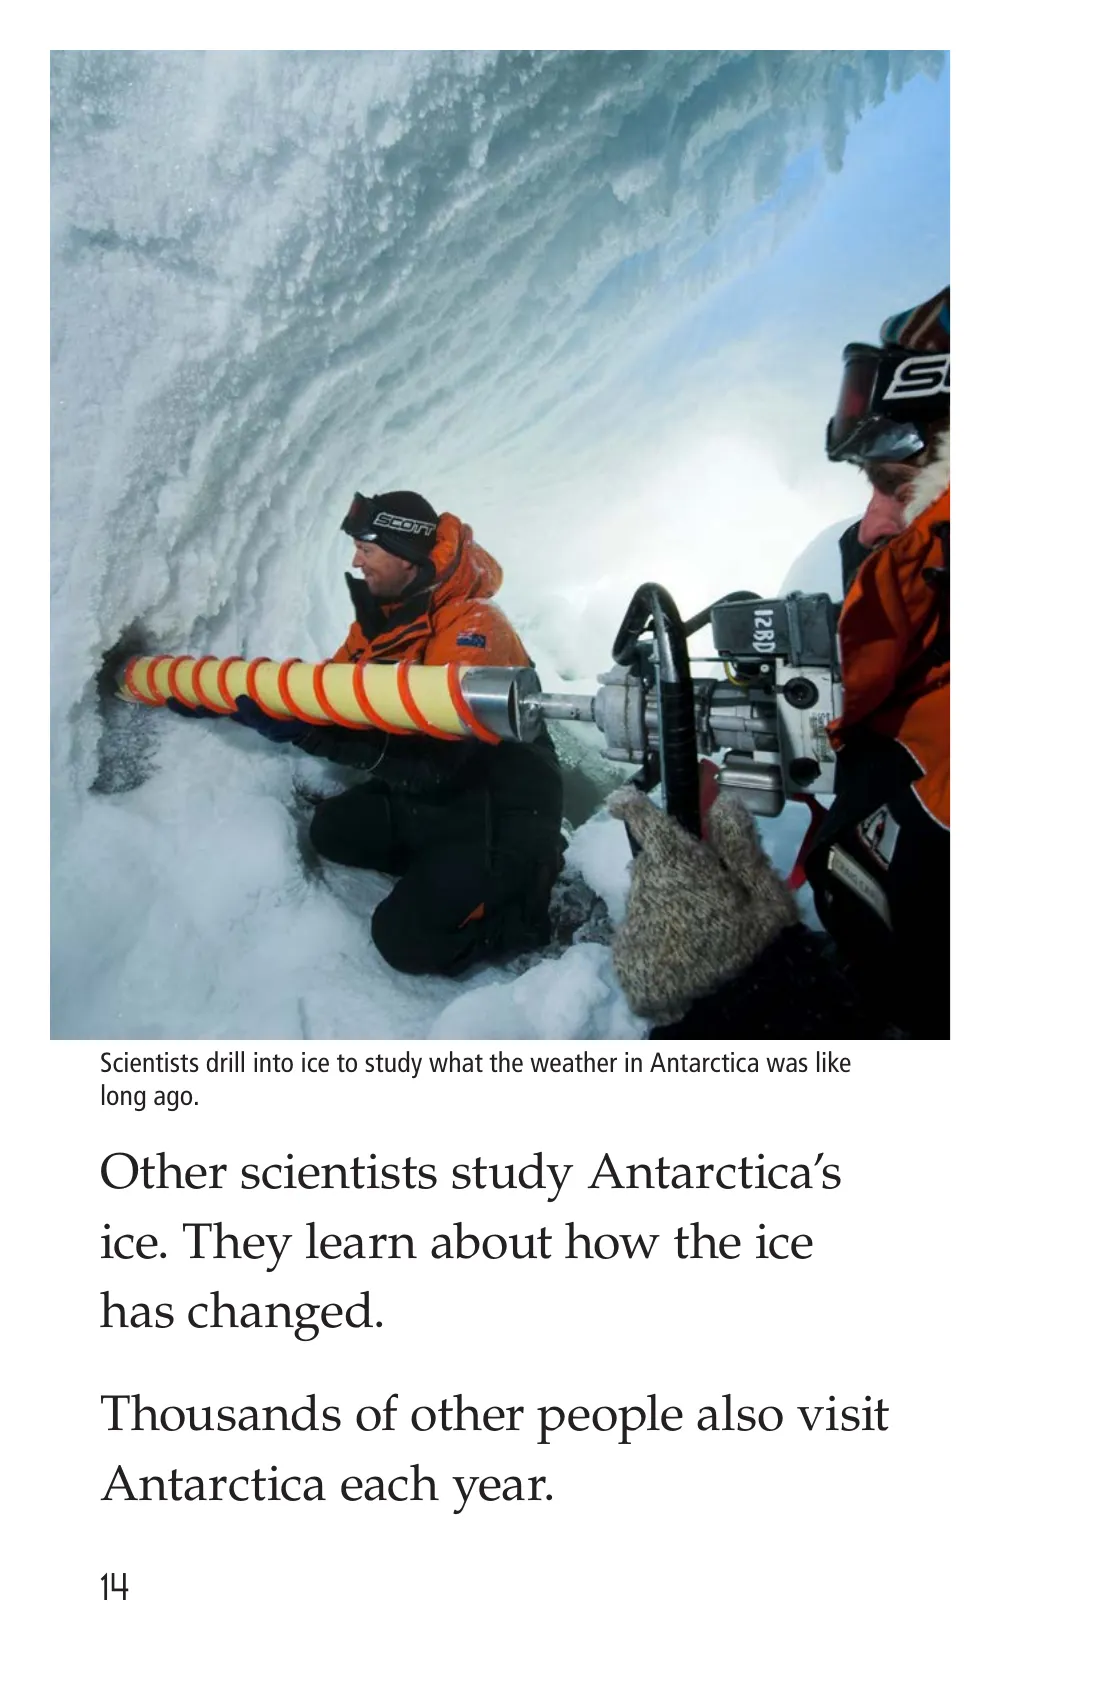 SCOTT
12BD
Scientists drill into ice to study what the weather in Antarctica was like
long ago.
Other scientists study Antarctica’s
ice. They learn about how the ice
has changed.
Thousands of other people also visit
Antarctica each year.
14